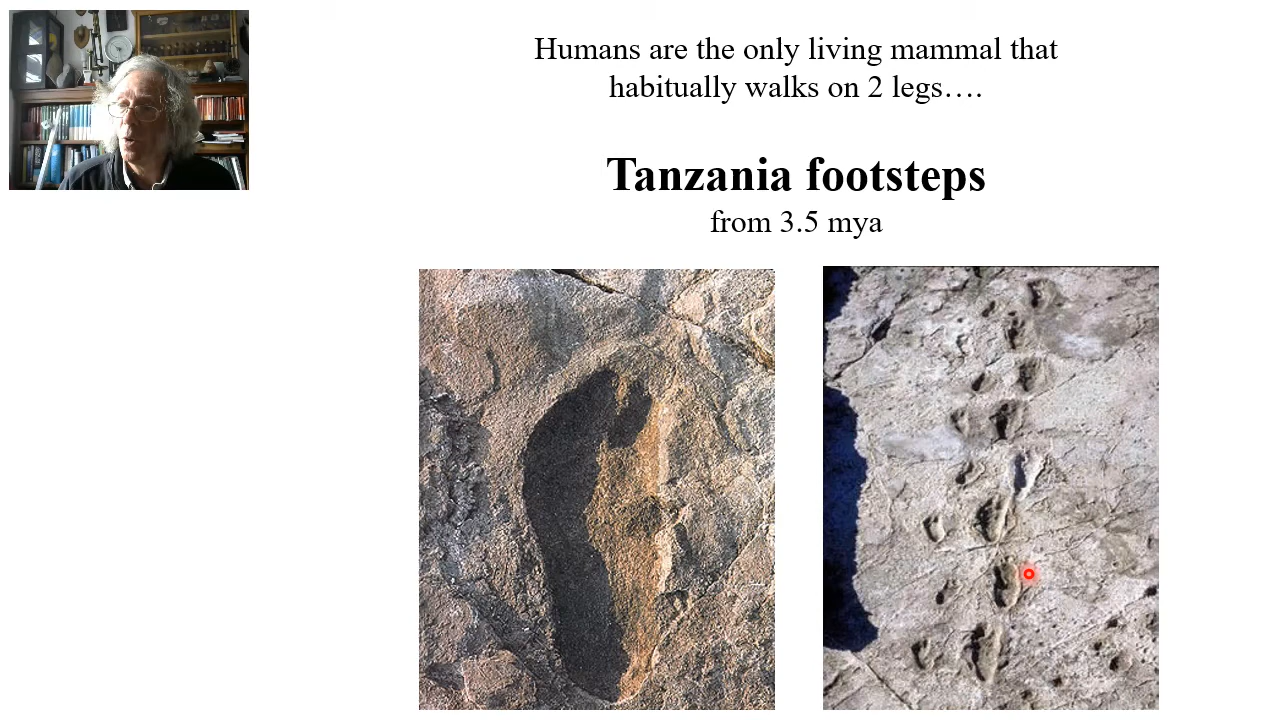 Humans are the only living mammal that
habitually walks on 2 legs….
Tanzania footsteps
from 3.5 mya